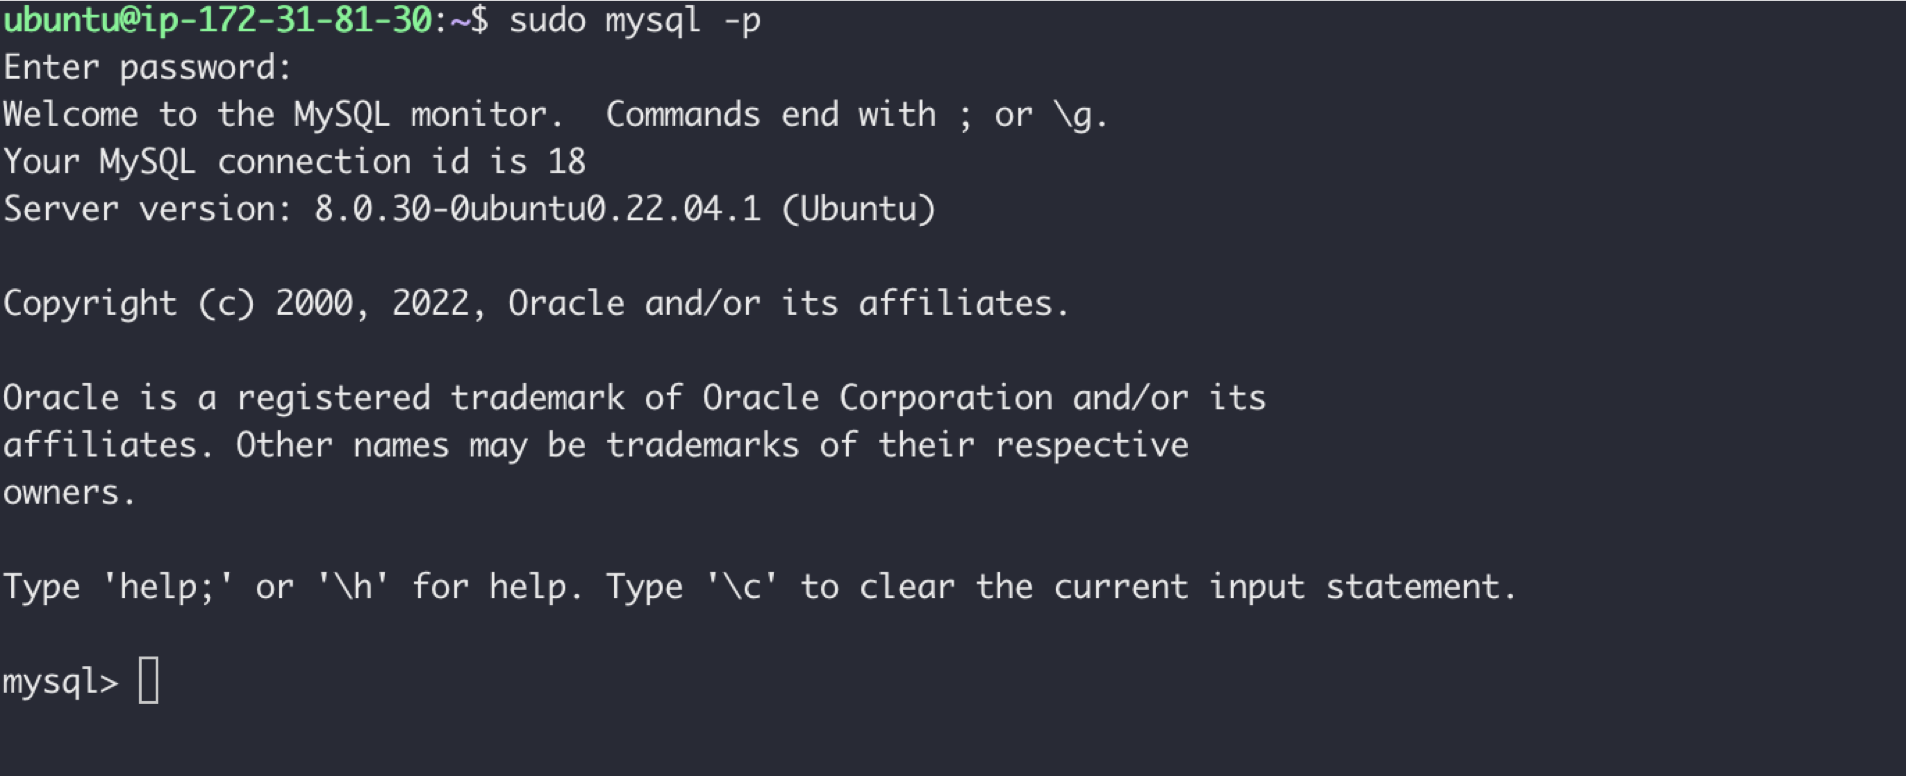 ubuntu@ip-172-31-81-30:~$ sudo mysql -p
Enter password:
Welcome to the MySQL monitor.  Commands end with ; or \g.
Your MySQL connection id is 18
Server version: 8.0.30-0ubuntu0.22.04.1 (Ubuntu)
Copyright (c) 2000, 2022, Oracle and/or its affiliates.
Oracle is a registered trademark of Oracle Corporation and/or its
affiliates. Other names may be trademarks of their respective
owners.
Type 'help;' or '\h' for help. Type '\c' to clear the current input statement.
mysql>